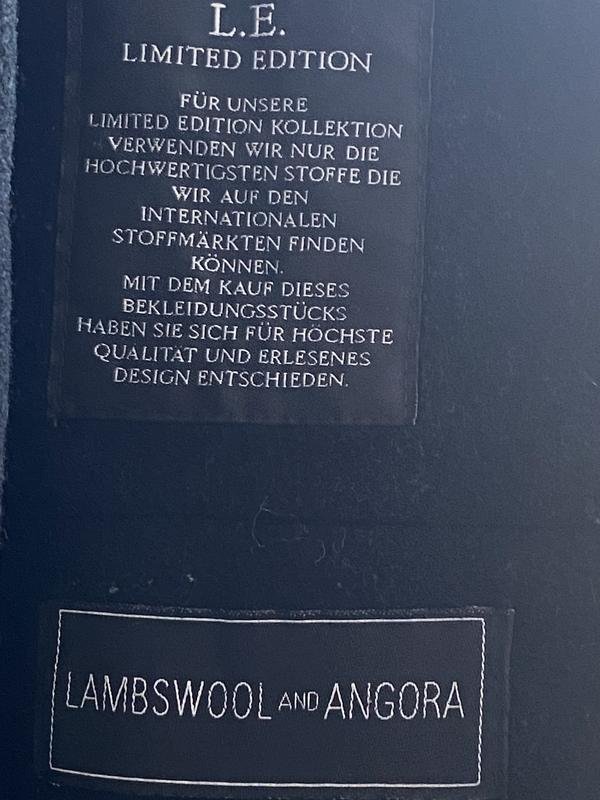 L.E.
LIMITED EDITION
FÜR UNSERE
LIMITED EDITION KOLLEKTION
VERWENDEN WIR NUR DIE
HOCHWERTIGSTEN STOFFE DIE
WIR AUF DEN
INTERNATIONALEN
STOFFMÄRKTEN FINDEN
KÖNNEN.
MIT DEM KAUF DIESES
BEKLEIDUNGSSTÜCKS
HABEN SIE SICH FÜR HÖCHSTE
QUALITÄT UND ERLESENES
DESIGN ENTSCHIEDEN.
LAMBSWOOL AND ANGORA